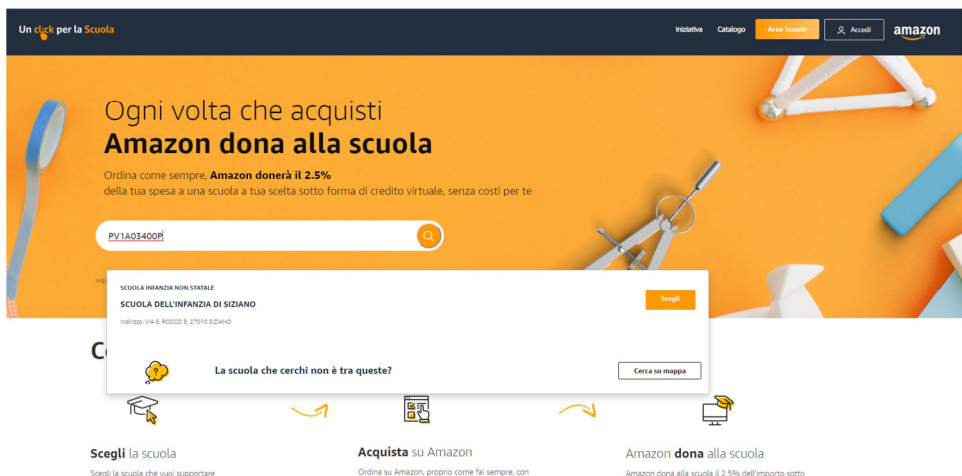 Un click per la Scuola
Iniziativa
Catalogo
Area Scuole
Accedi
amazon
Ogni volta che acquisti
Amazon dona alla scuola
Ordina come sempre, Amazon donerà il 2.5%
della tua spesa a una scuola a tua scelta sotto forma di credito virtuale, senza costi per te
PV1A03400P
SCUOLA INFANZIA NON STATALE
SCUOLA DELL'INFANZIA DI SIZIANO
Indirizzo: VIA S. ROCCO 3, 27010 SIZIANO
Scegli
La scuola che cerchi non è tra queste?
Cerca su mappa
Scegli la scuola
Scegli la scuola che vuoi supportare
Acquista su Amazon
Ordina su Amazon, proprio come fai sempre, con
Amazon dona alla scuola
Amazon dona alla scuola il 2.5% dell'importo sotto